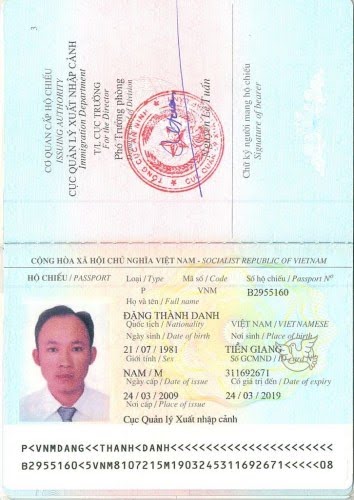 3
CƠ QUAN CẤP HỘ CHIẾU
ISSUING AUTHORITY
CỤC QUẢN LÝ XUẤT NHẬP CẢNH
Immigration Department
T/L CỤC TRƯỞNG
For the Director
Phó Trưởng phòng
of Division
Lê Tuấn
Chữ ký người mang hộ chiếu
Signature of bearer
CỘNG HÒA XÃ HỘI CHỦ NGHĨA VIỆT NAM - SOCIALIST REPUBLIC OF VIETNAM
HỘ CHIẾU / PASSPORT Loại / Type Mã số / Code Số hộ chiếu / Passport Nº
P VNM B2955160
Họ và tên / Full name
ĐẶNG THÀNH DANH
Quốc tịch / Nationality VIỆT NAM / VIETNAMESE
Ngày sinh / Date of birth Nơi sinh / Place of birth
21 / 07 / 1981 TIỀN GIANG
Giới tính / Sex Số GCMND / ID card Nº
NAM / M 311692671
Ngày cấp / Date of issue Có giá trị đến / Date of expiry
24 / 03 / 2009 24 / 03 / 2019
Nơi cấp / Place of issue
Cục Quản lý Xuất nhập cảnh
P<VNMDANG<<THANH<DANH<<<<<<<<<<<<<<<<<<<<<<<
B2955160<5VNM8107215M1903245311692671<<<<<08